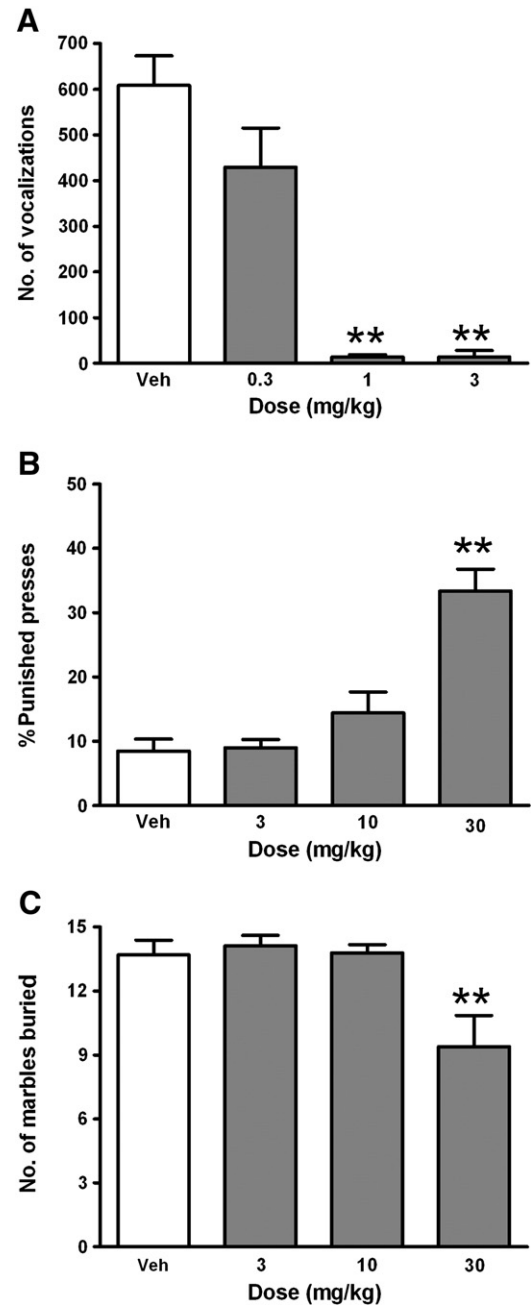 A
No. of vocalizations
700
600
500
400
300
200
100
0
** **
Veh 0.3 1 3
Dose (mg/kg)
B
% Punished presses
50
40
30
20
10
0
**
Veh 3 10 30
Dose (mg/kg)
C
No. of marbles buried
15
12
9
6
3
0
**
Veh 3 10 30
Dose (mg/kg)